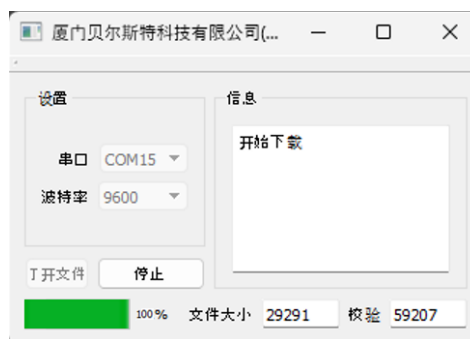 厦门贝尔斯特科技有限公司(...
设置
串口 COM15
波特率 9600
信息
开始下载
打开文件 停止
100% 文件大小 29291 校验 59207